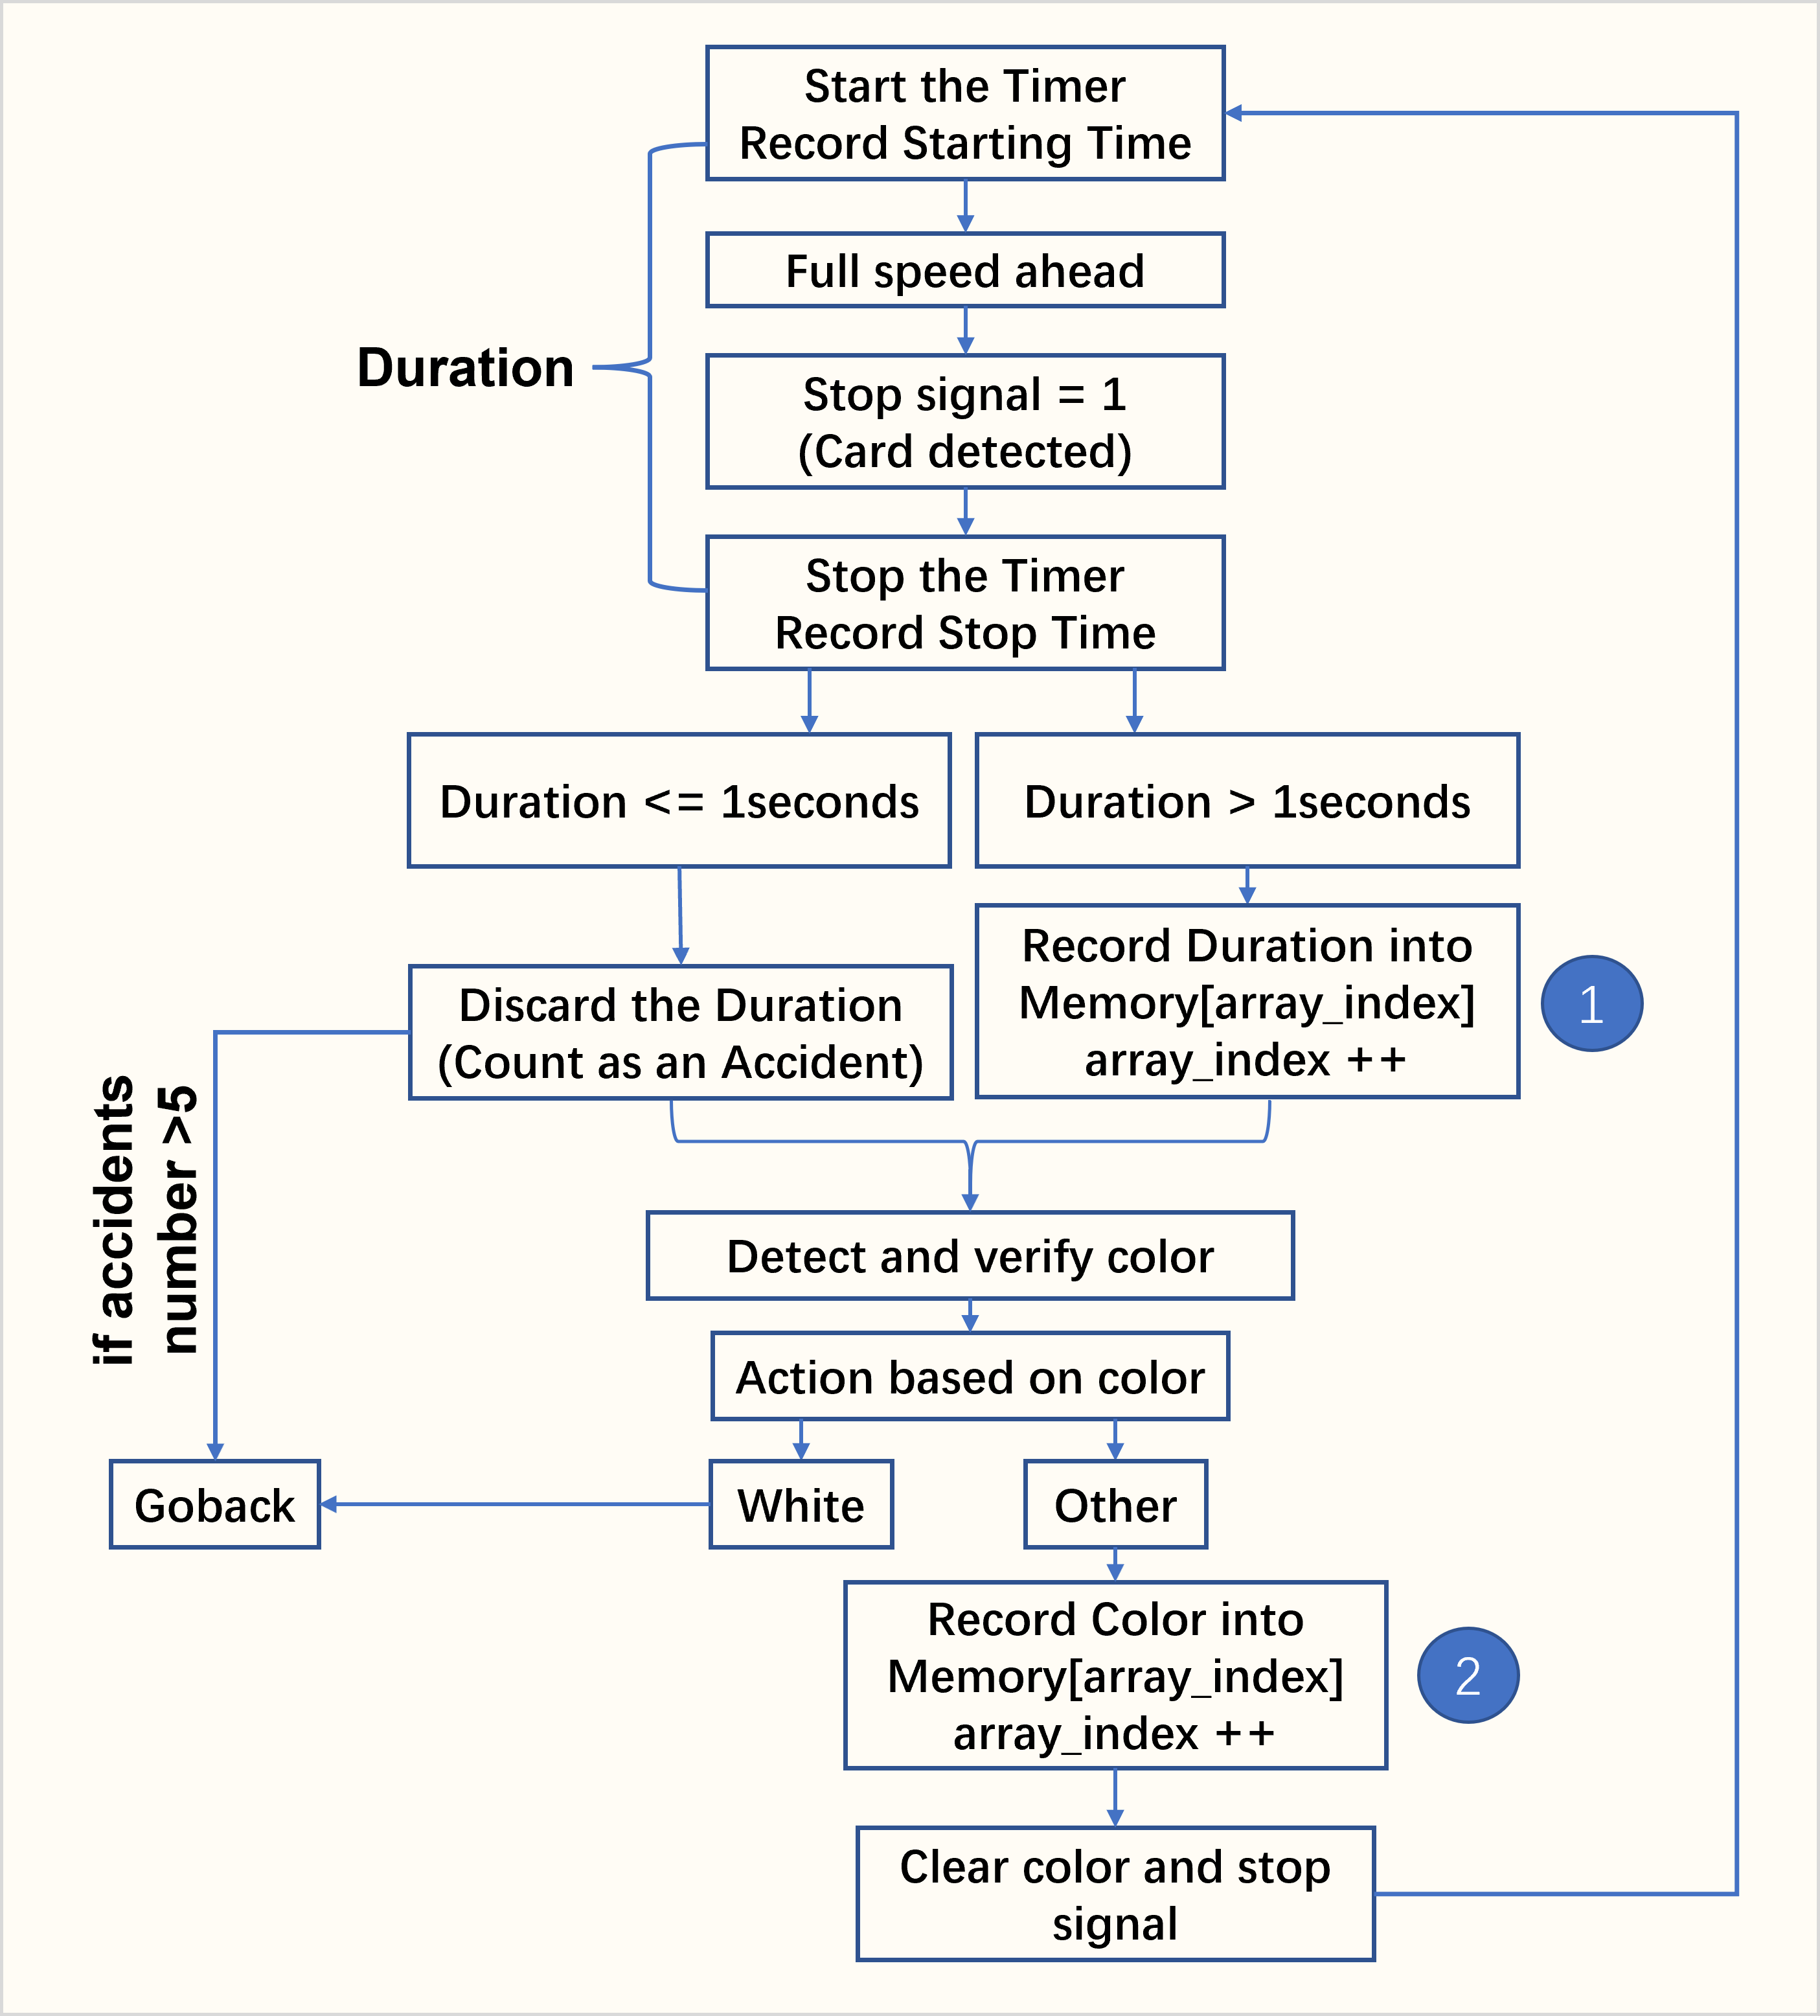 Start the Timer
Record Starting Time
Full speed ahead
Duration
Stop signal = 1
(Card detected)
Stop the Timer
Record Stop Time
Duration <= 1seconds
Duration > 1seconds
Record Duration into
Memory[array_index]
array_index ++
1
Discard the Duration
(Count as an Accident)
if accidents
number >5
Detect and verify color
Action based on color
Goback
White
Other
Record Color into
Memory[array_index]
array_index ++
2
Clear color and stop
signal